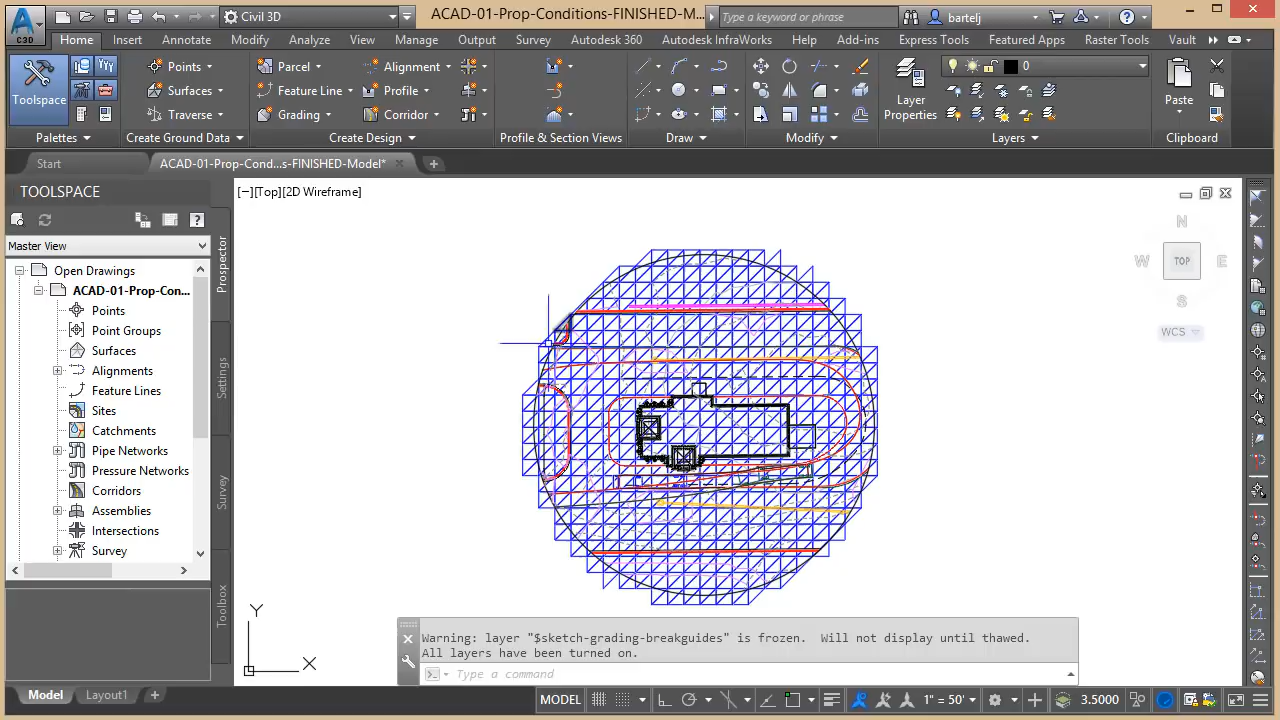 C3D
Civil 3D
ACAD-01-Prop-Conditions-FINISHED-M...
Type a keyword or phrase
bartelj
Home Insert Annotate Modify Analyze View Manage Output Survey Autodesk 360 Autodesk InfraWorks Help Add-ins Express Tools Featured Apps Raster Tools Vault
Toolspace
Points
Surfaces
Traverse
Parcel
Feature Line
Grading
Alignment
Profile
Corridor
Layer
Properties
0
Paste
Palettes
Create Ground Data
Create Design
Profile & Section Views
Draw
Modify
Layers
Clipboard
Start
ACAD-01-Prop-Cond...s-FINISHED-Model*
TOOLSPACE
Master View
Open Drawings
ACAD-01-Prop-Con...
Points
Point Groups
Surfaces
Alignments
Feature Lines
Sites
Catchments
Pipe Networks
Pressure Networks
Corridors
Assemblies
Intersections
Survey
Prospector
Settings
Survey
Toolbox
[−][Top][2D Wireframe]
N
W TOP E
S
WCS
Y
X
Warning: layer "$sketch-grading-breakguides" is frozen.  Will not display until thawed.
All layers have been turned on.
Type a command
Model Layout1
MODEL
1" = 50'
3.5000